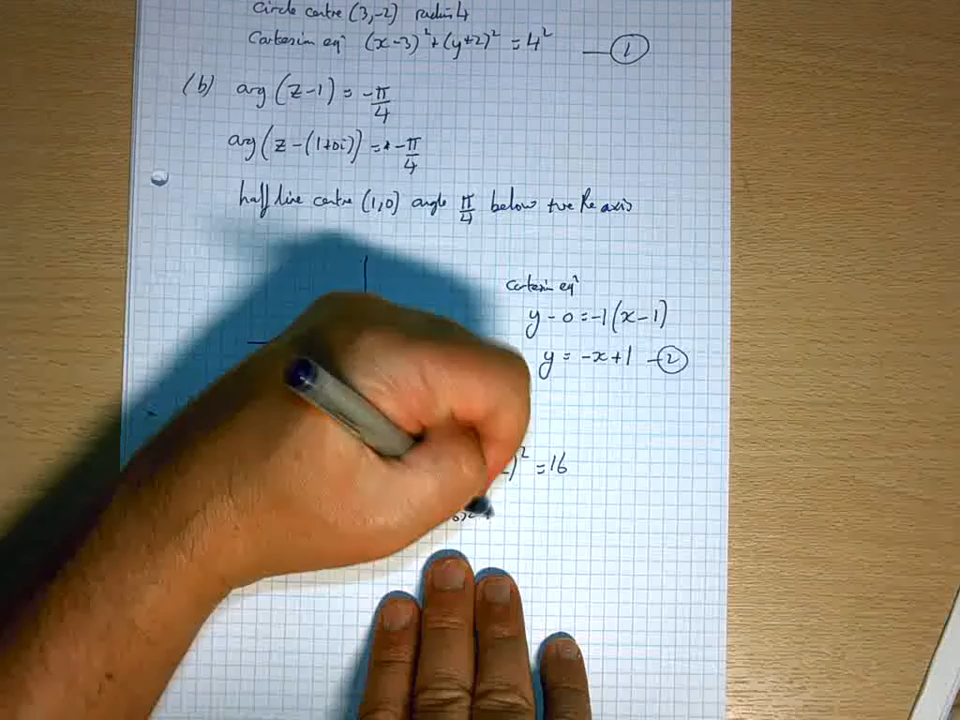 circle centre (3,-2) radius 4
Cartesian eqⁿ (x-3)²+(y+2)² = 4² — ①
(b) arg(z-1) = -π/4
arg(z-(1+0i)) = -π/4
half line centre (1,0) angle π/4 below +ve Re axis
cartesian eqⁿ
y-0 = -1(x-1)
y = -x+1 — ②
)² = 16